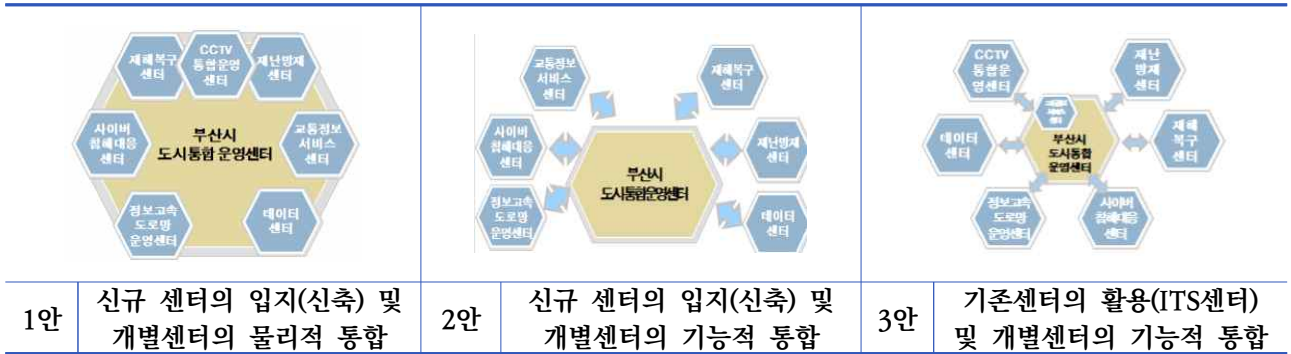 재해복구
센터
CCTV
통합운영
센터
재난방재
센터
사이버
침해대응
센터
부산시
도시통합 운영센터
교통정보
서비스
센터
정보고속
도로망
운영센터
데이터
센터
교통정보
서비스
센터
재해복구
센터
사이버
침해대응
센터
재난방재
센터
부산시
도시통합운영센터
정보고속
도로망
운영센터
데이터
센터
CCTV
통합운
영센터
재난
방재
센터
데이터
센터
부산시
도시통합
운영센터
재해
복구
센터
정보고속
도로망
운영센터
사이버
침해대응
센터
1안
신규 센터의 입지(신축) 및
개별센터의 물리적 통합
2안
신규 센터의 입지(신축) 및
개별센터의 기능적 통합
3안
기존센터의 활용(ITS센터)
및 개별센터의 기능적 통합